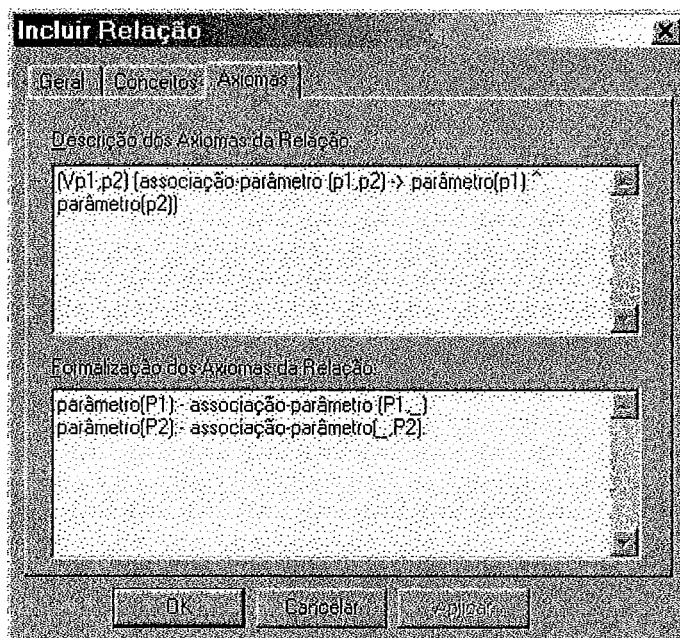 Incluir Relação
Geral Conceitos Axiomas
Descrição dos Axiomas da Relação:
(Vp1,p2) (associação-parâmetro (p1,p2) -> parâmetro(p1) ^
parâmetro(p2))
Formalização dos Axiomas da Relação:
parâmetro(P1):- associação-parâmetro (P1,_)
parâmetro(P2):- associação-parâmetro(_,P2)
OK Cancelar Aplicar